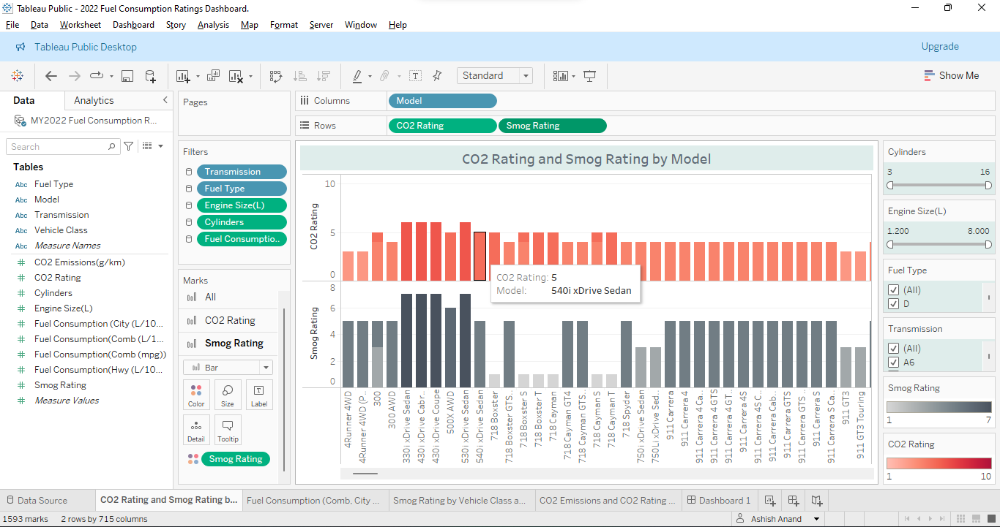 Tableau Public - 2022 Fuel Consumption Ratings Dashboard.
File Data Worksheet Dashboard Story Analysis Map Format Server Window Help
Tableau Public Desktop
Upgrade
Standard
Show Me
Data
Analytics
MY2022 Fuel Consumption R...
Search
Tables
Abc Fuel Type
Abc Model
Abc Transmission
Abc Vehicle Class
Abc Measure Names
# CO2 Emissions(g/km)
# CO2 Rating
# Cylinders
# Engine Size(L)
# Fuel Consumption (City (L/10...
# Fuel Consumption(Comb (L/1...
# Fuel Consumption(Comb (mpg))
# Fuel Consumption(Hwy (L/10...
# Smog Rating
# Measure Values
Pages
Filters
Transmission
Fuel Type
Engine Size(L)
Cylinders
Fuel Consumptio..
Marks
All
CO2 Rating
Smog Rating
Bar
Color
Size
Label
Detail
Tooltip
Smog Rating
Columns
Model
Rows
CO2 Rating
Smog Rating
CO2 Rating and Smog Rating by Model
CO2 Rating
10
5
0
CO2 Rating: 5
Model: 540i xDrive Sedan
Smog Rating
8
6
4
2
0
4Runner 4WD
4Runner 4WD (P..
300
300 AWD
330i xDrive Sedan
430i xDrive Cabr..
430i xDrive Coupe
500X AWD
530i xDrive Sedan
540i xDrive Sedan
718 Boxster
718 Boxster GTS..
718 Boxster S
718 Boxster T
718 Cayman
718 Cayman GT4
718 Cayman GTS..
718 Cayman S
718 Cayman T
718 Spyder
750i xDrive Sedan
750Li xDrive Sed..
911 Carrera
911 Carrera 4
911 Carrera 4 Ca..
911 Carrera 4 GTS
911 Carrera 4 GT..
911 Carrera 4S
911 Carrera 4S C..
911 Carrera Cab..
911 Carrera GTS
911 Carrera GTS ..
911 Carrera S
911 Carrera S Ca..
911 GT3
911 GT3 Touring
Cylinders
3 16
Engine Size(L)
1.200 8.000
Fuel Type
(All)
D
Transmission
(All)
A6
Smog Rating
1 7
CO2 Rating
1 10
Data Source
CO2 Rating and Smog Rating b...
Fuel Consumption (Comb, City ...
Smog Rating by Vehicle Class a...
CO2 Emissions and CO2 Rating ...
Dashboard 1
1593 marks 2 rows by 715 columns
Ashish Anand